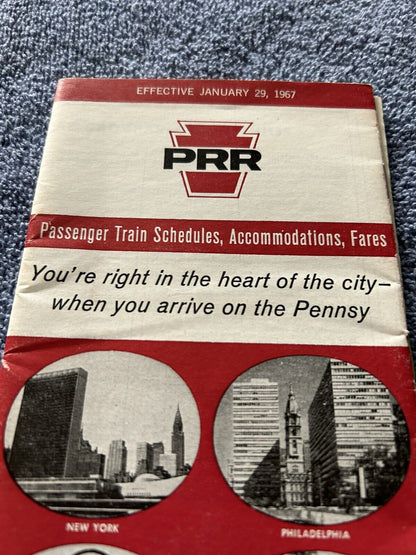 EFFECTIVE JANUARY 29, 1967
PRR
Passenger Train Schedules, Accommodations, Fares
You're right in the heart of the city—
when you arrive on the Pennsy
NEW YORK
PHILADELPHIA